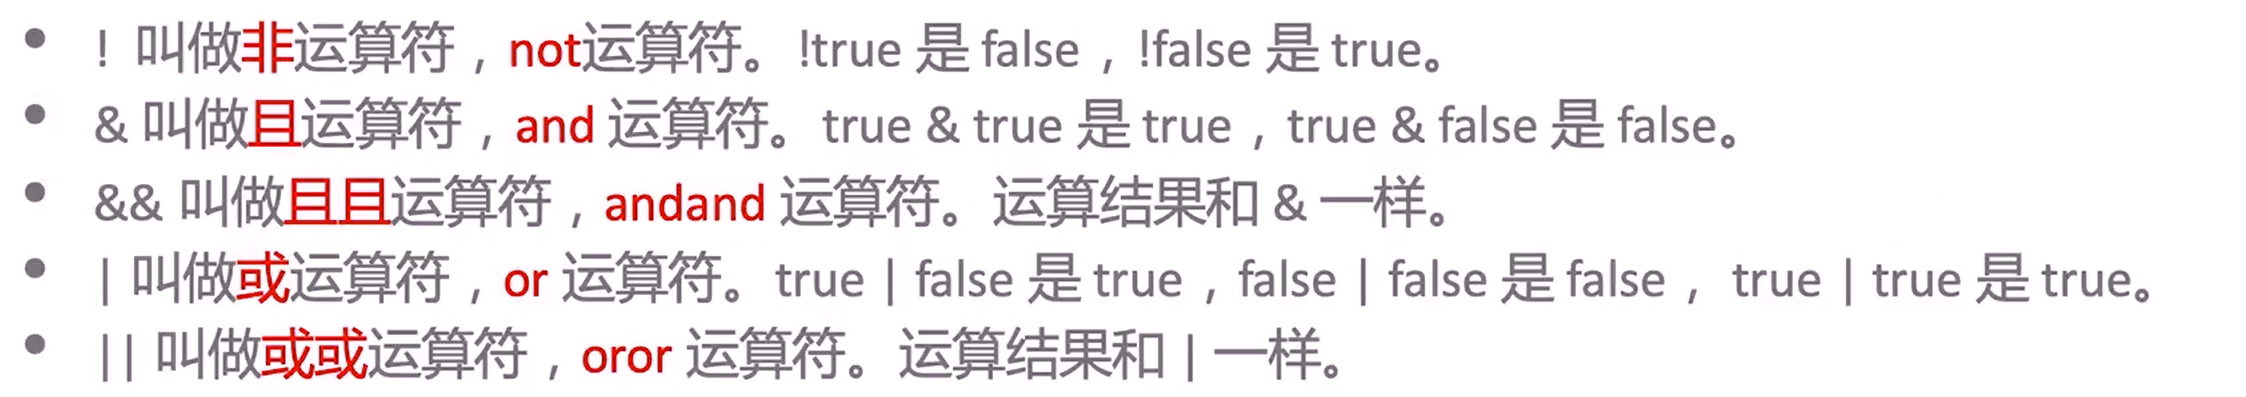 • ! 叫做非运算符，not运算符。!true 是 false，!false 是 true。
• & 叫做且运算符，and 运算符。true & true 是 true，true & false 是 false。
• && 叫做且且运算符，andand 运算符。运算结果和 & 一样。
• | 叫做或运算符，or 运算符。true | false 是 true，false | false 是 false， true | true 是 true。
• || 叫做或或运算符，oror 运算符。运算结果和 | 一样。